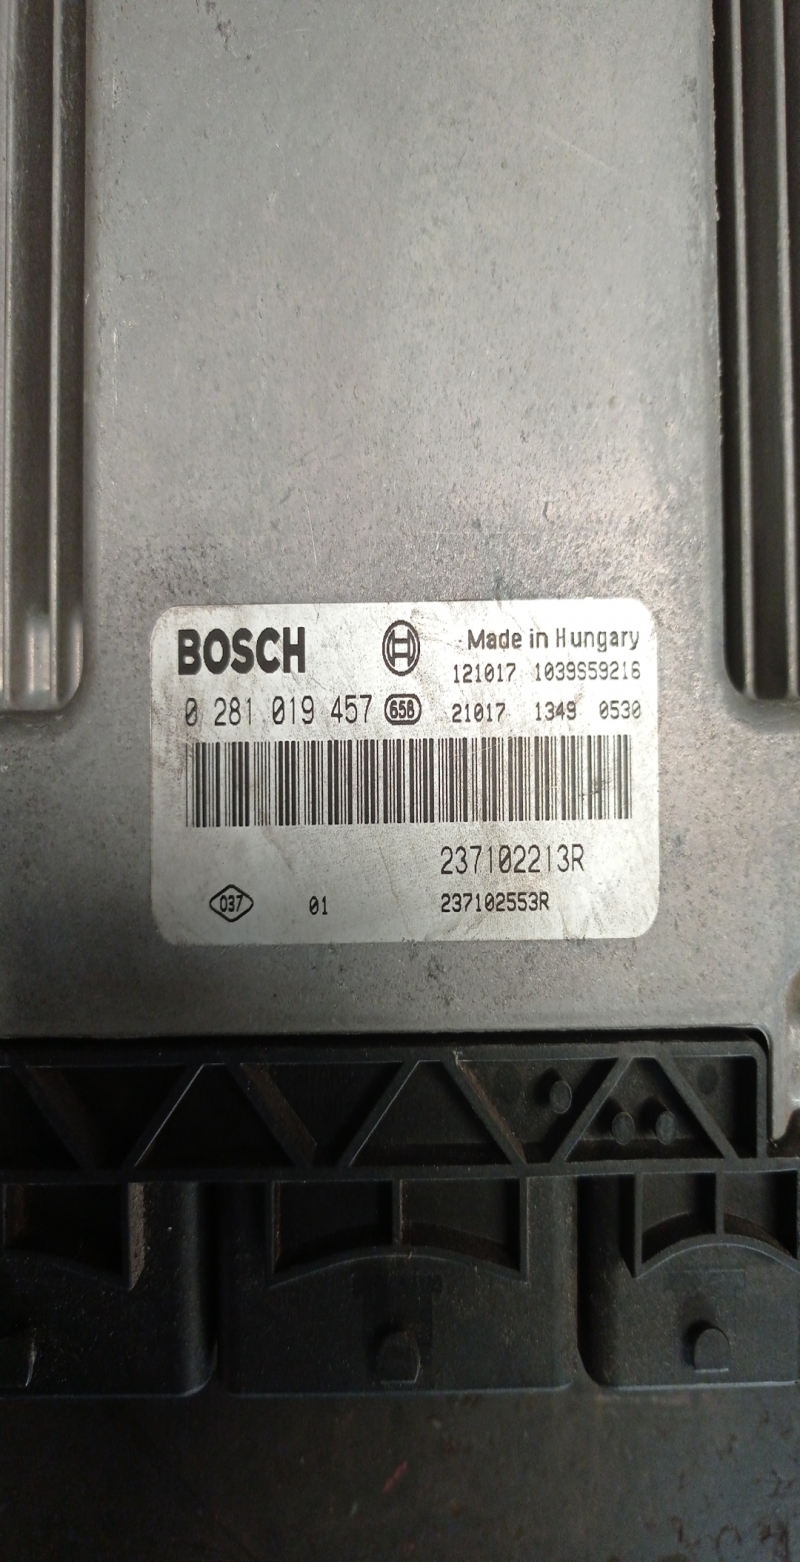 BOSCH
Made in Hungary
121017 1039S59216
0 281 019 457 658 21017 1349 0530
237102213R
037 01 237102553R